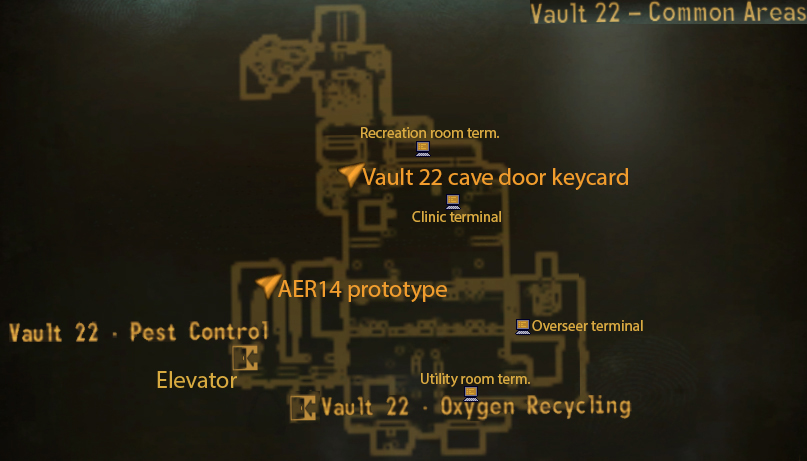 Vault 22 – Common Areas
Recreation room term.
Vault 22 cave door keycard
Clinic terminal
AER14 prototype
Vault 22 · Pest Control
Overseer terminal
Elevator
Utility room term.
Vault 22 · Oxygen Recycling